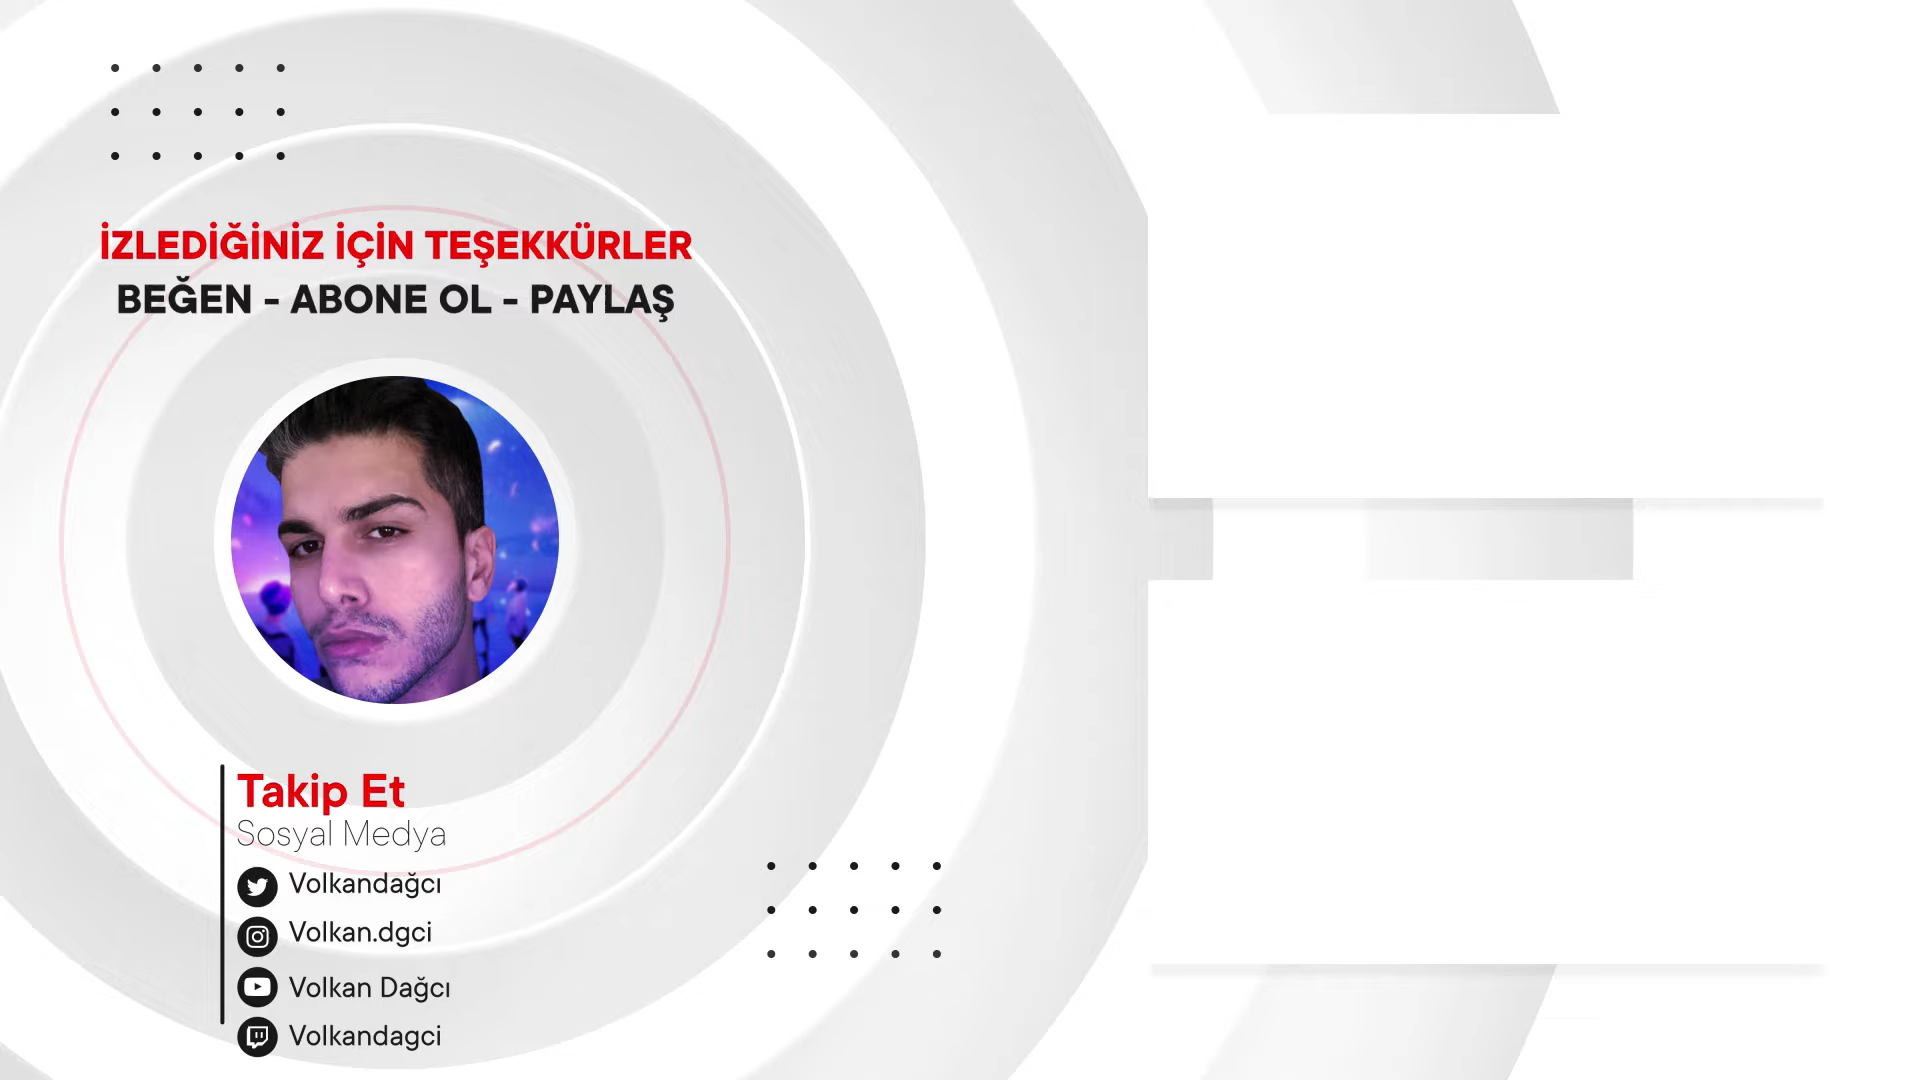 İZLEDİĞİNİZ İÇİN TEŞEKKÜRLER
BEĞEN - ABONE OL - PAYLAŞ
Takip Et
Sosyal Medya
Volkandağcı
Volkan.dgci
Volkan Dağcı
Volkandagci